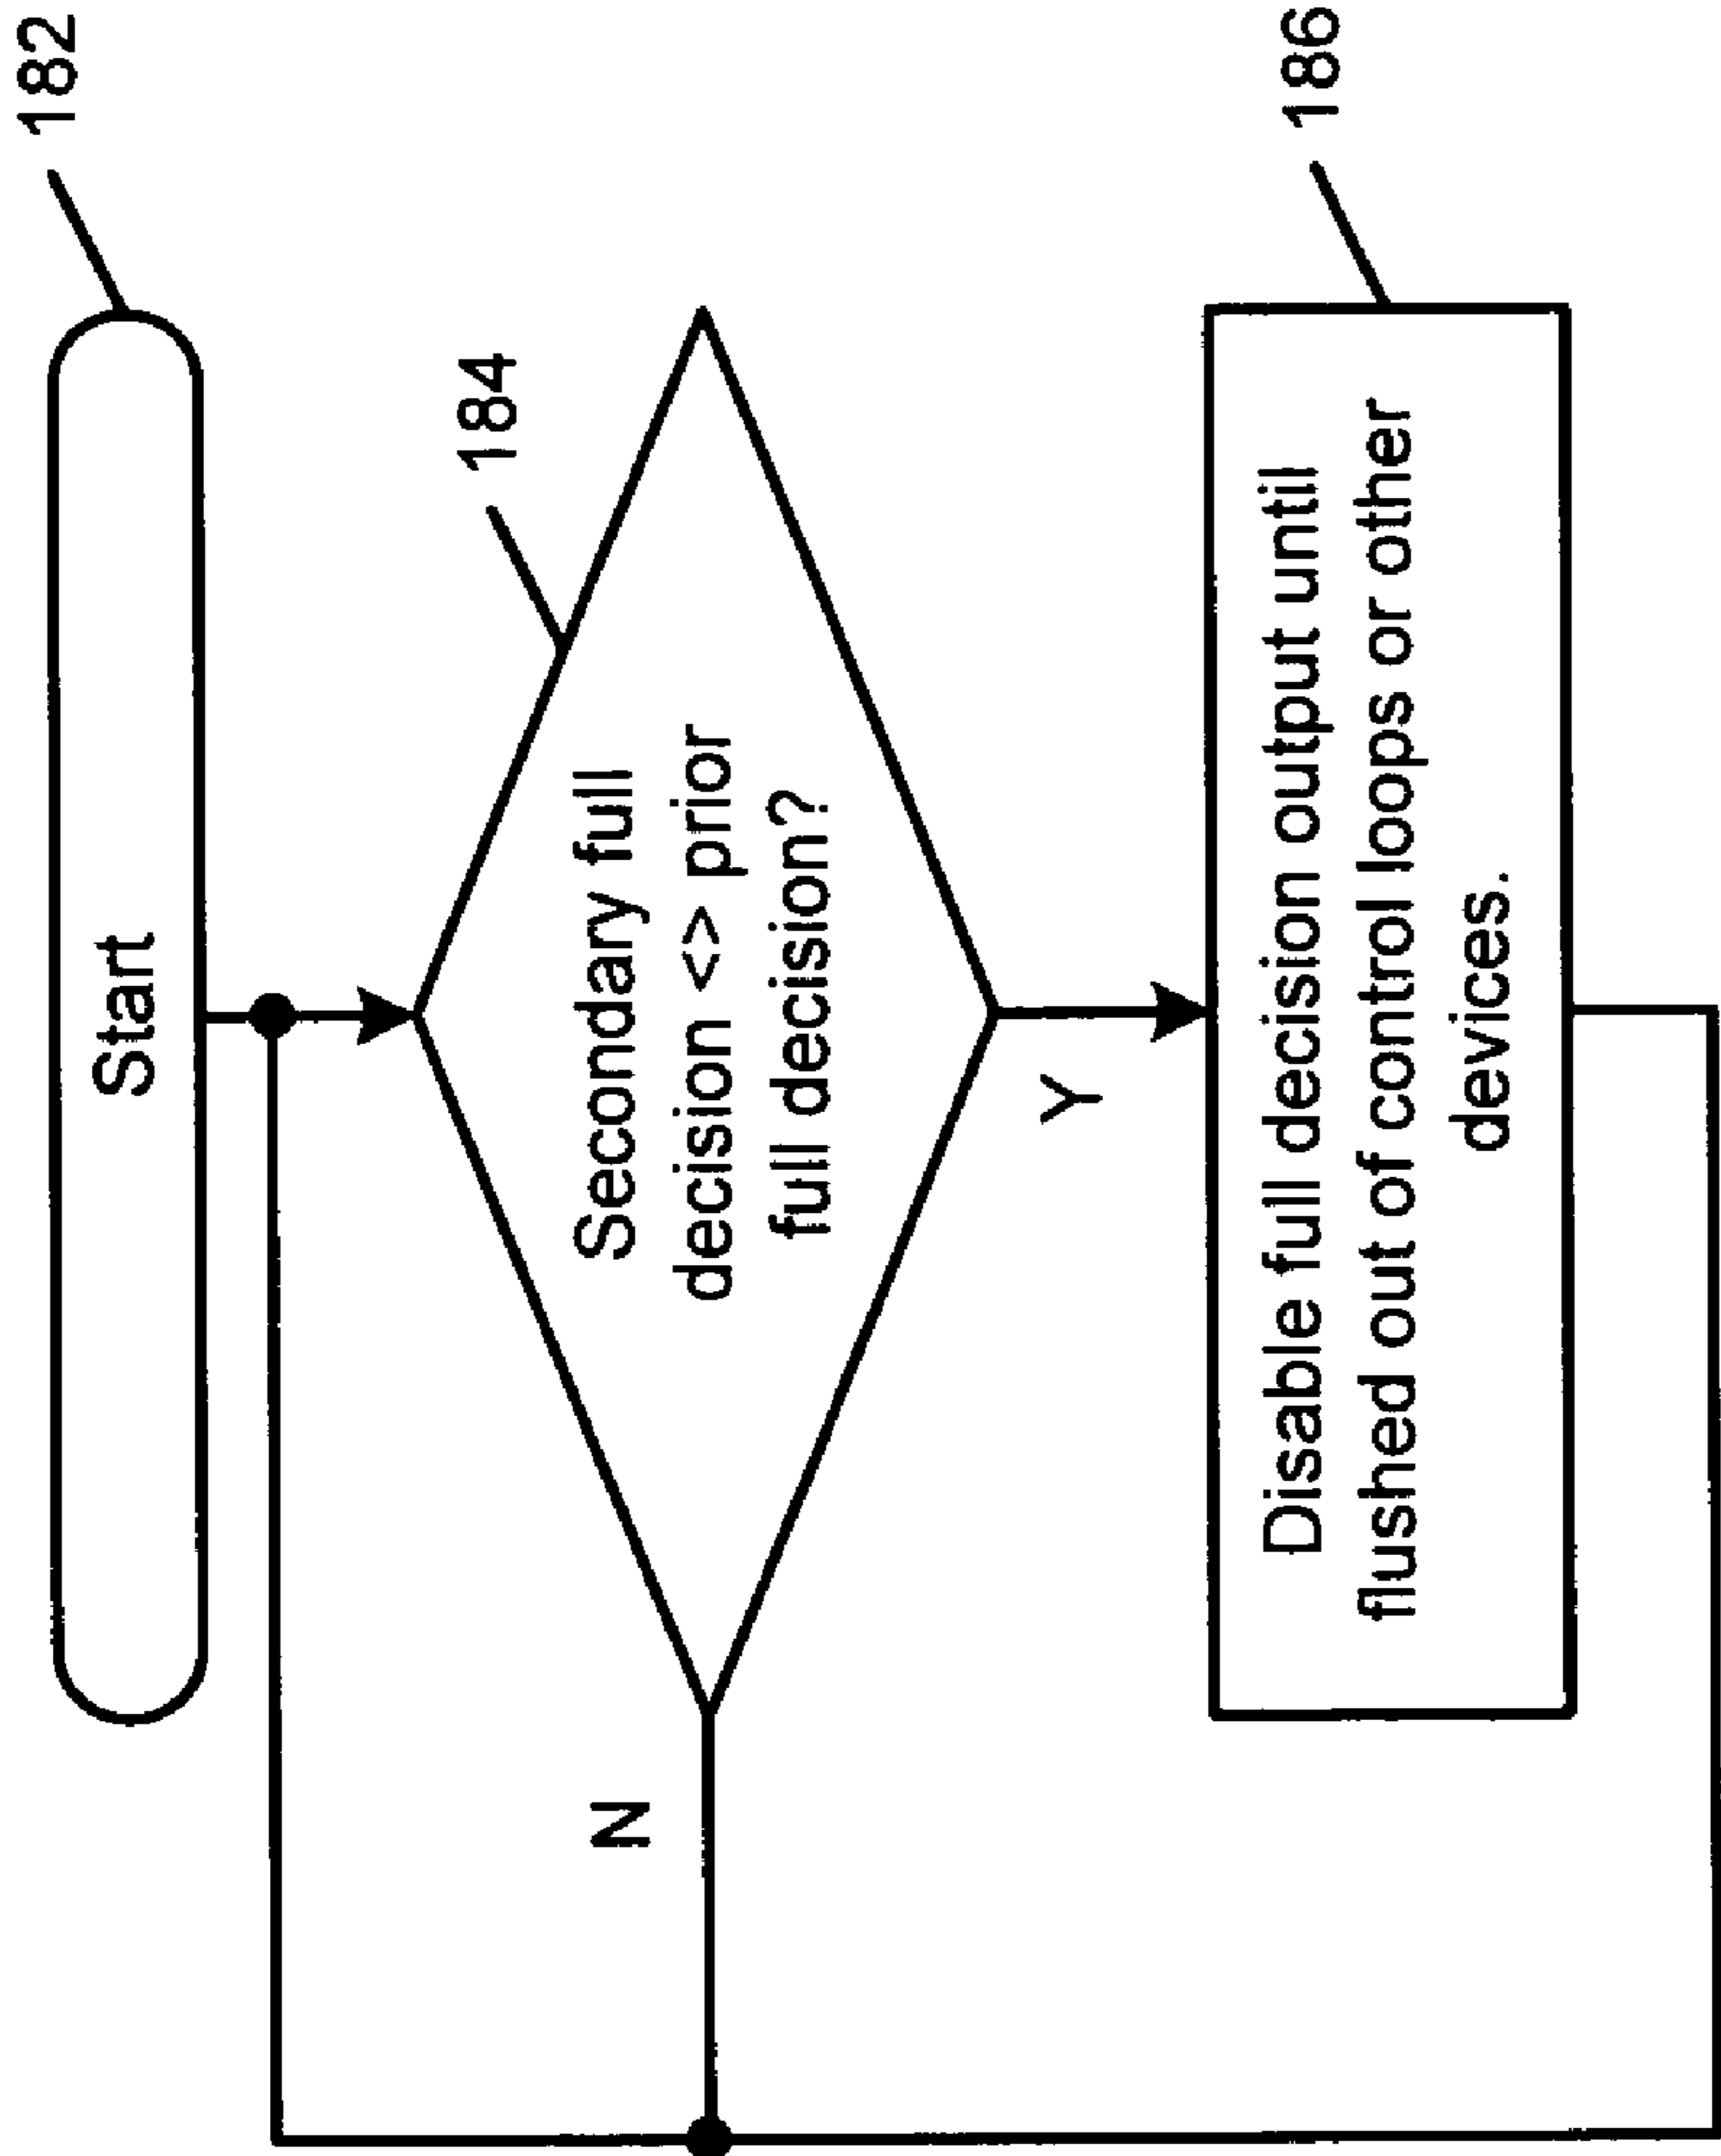 182
Start
184
Secondary full
decision <> prior
full decision?
N
Y
186
Disable full decision output until
flushed out of control loops or other
devices.